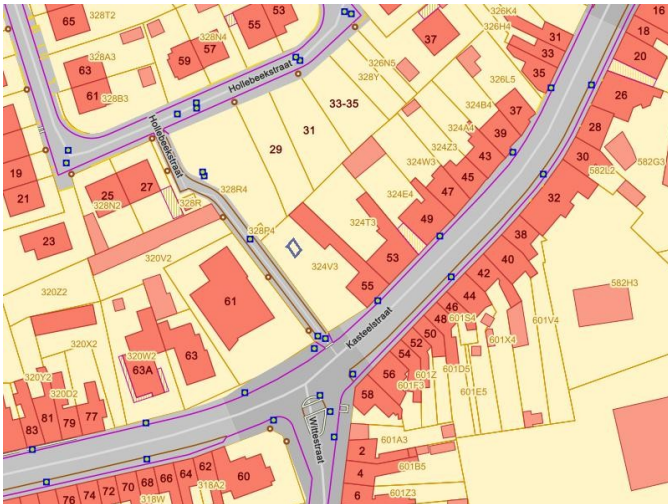 65
328T2
328N4
55
53
326K4
326H4
16
18
20
31
33
35
37
57
59
328A3
63
61
328B3
Hollebeekstraat
326N5
328Y
326L5
33-35
31
29
324B4
324A4
324Z3
324W3
324E4
37
39
43
45
47
49
26
28
30
32
582L2
582G3
Hollebeekstraat
19
21
25
27
328N2
328R
328R4
328P4
23
320V2
324T3
324V3
53
55
38
40
42
44
46
48
50
52
54
56
58
320Z2
61
582H3
Kasteelstraat
601S4
601X4
601V4
320X2
320W2
63
63A
320Y2
320D2
601Z
601D5
601F3
601E5
83
81
79
77
Wittestraat
2
4
6
601A3
601B5
601Z3
76
74
72
70
68
66
64
62
60
318W
318A2